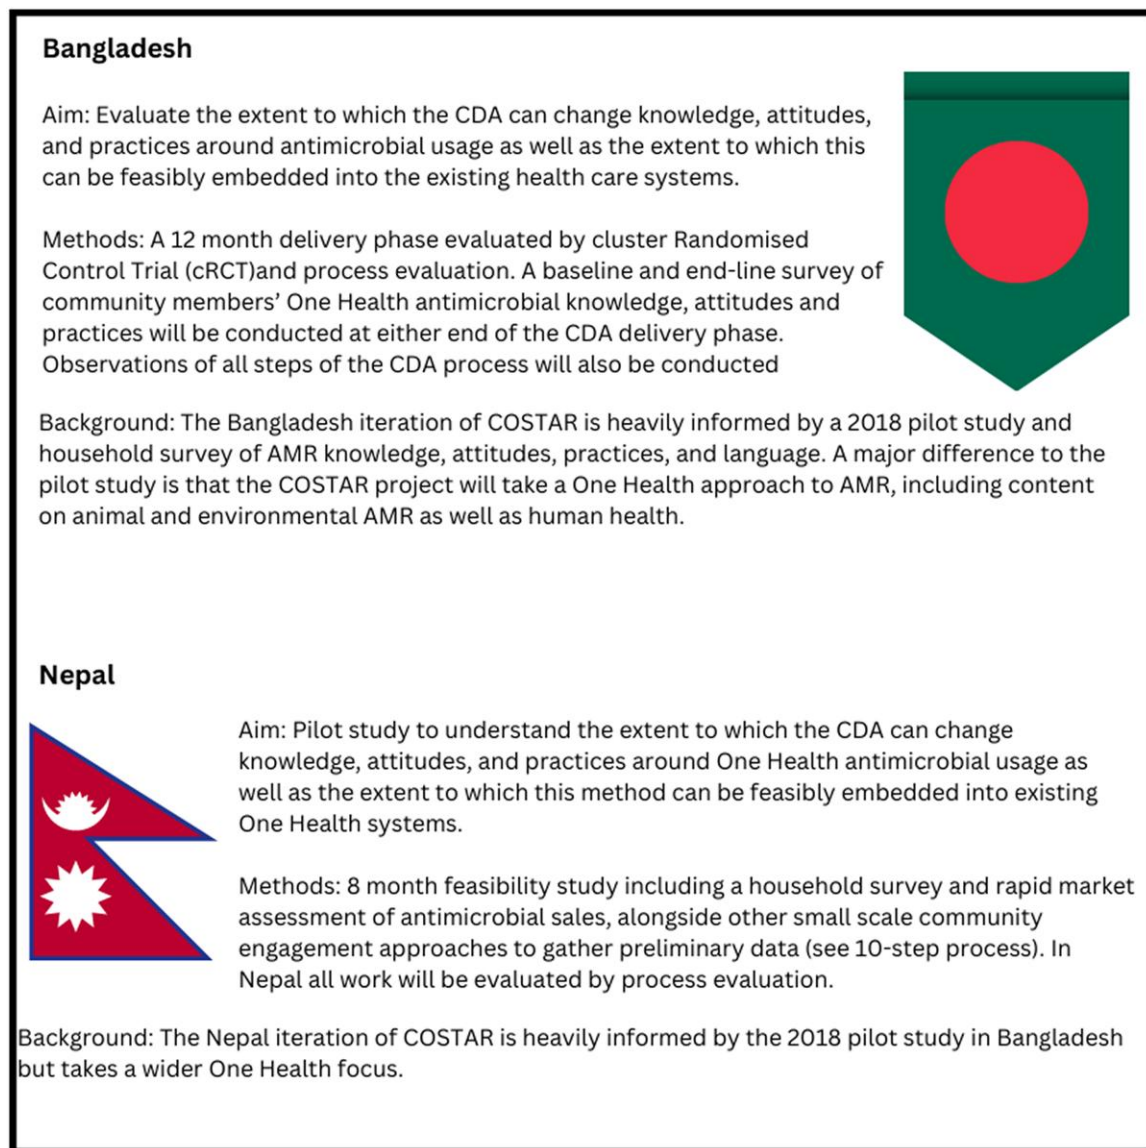 Bangladesh
Aim: Evaluate the extent to which the CDA can change knowledge, attitudes,
and practices around antimicrobial usage as well as the extent to which this
can be feasibly embedded into the existing health care systems.
Methods: A 12 month delivery phase evaluated by cluster Randomised
Control Trial (cRCT)and process evaluation. A baseline and end-line survey of
community members’ One Health antimicrobial knowledge, attitudes and
practices will be conducted at either end of the CDA delivery phase.
Observations of all steps of the CDA process will also be conducted
Background: The Bangladesh iteration of COSTAR is heavily informed by a 2018 pilot study and
household survey of AMR knowledge, attitudes, practices, and language. A major difference to the
pilot study is that the COSTAR project will take a One Health approach to AMR, including content
on animal and environmental AMR as well as human health.
Nepal
Aim: Pilot study to understand the extent to which the CDA can change
knowledge, attitudes, and practices around One Health antimicrobial usage as
well as the extent to which this method can be feasibly embedded into existing
One Health systems.
Methods: 8 month feasibility study including a household survey and rapid market
assessment of antimicrobial sales, alongside other small scale community
engagement approaches to gather preliminary data (see 10-step process). In
Nepal all work will be evaluated by process evaluation.
Background: The Nepal iteration of COSTAR is heavily informed by the 2018 pilot study in Bangladesh
but takes a wider One Health focus.